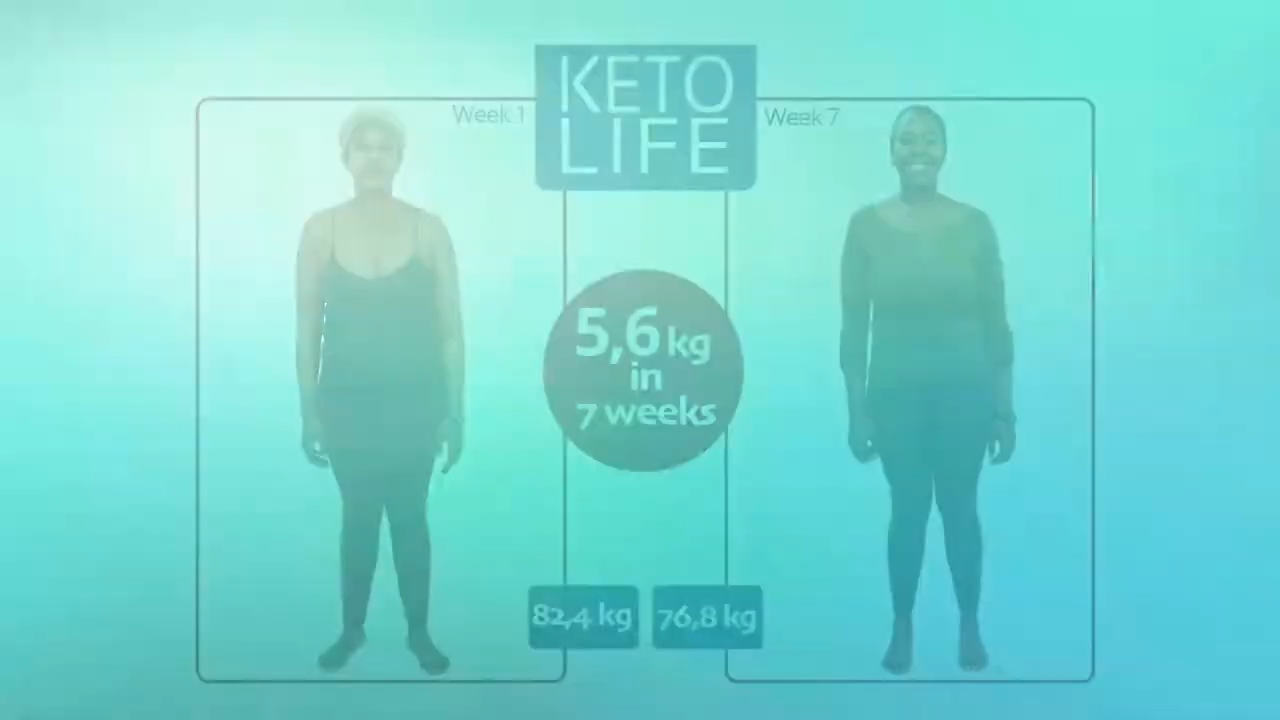 KETO
LIFE
Week 1
Week 7
5,6 kg
in
7 weeks
82,4 kg
76,8 kg